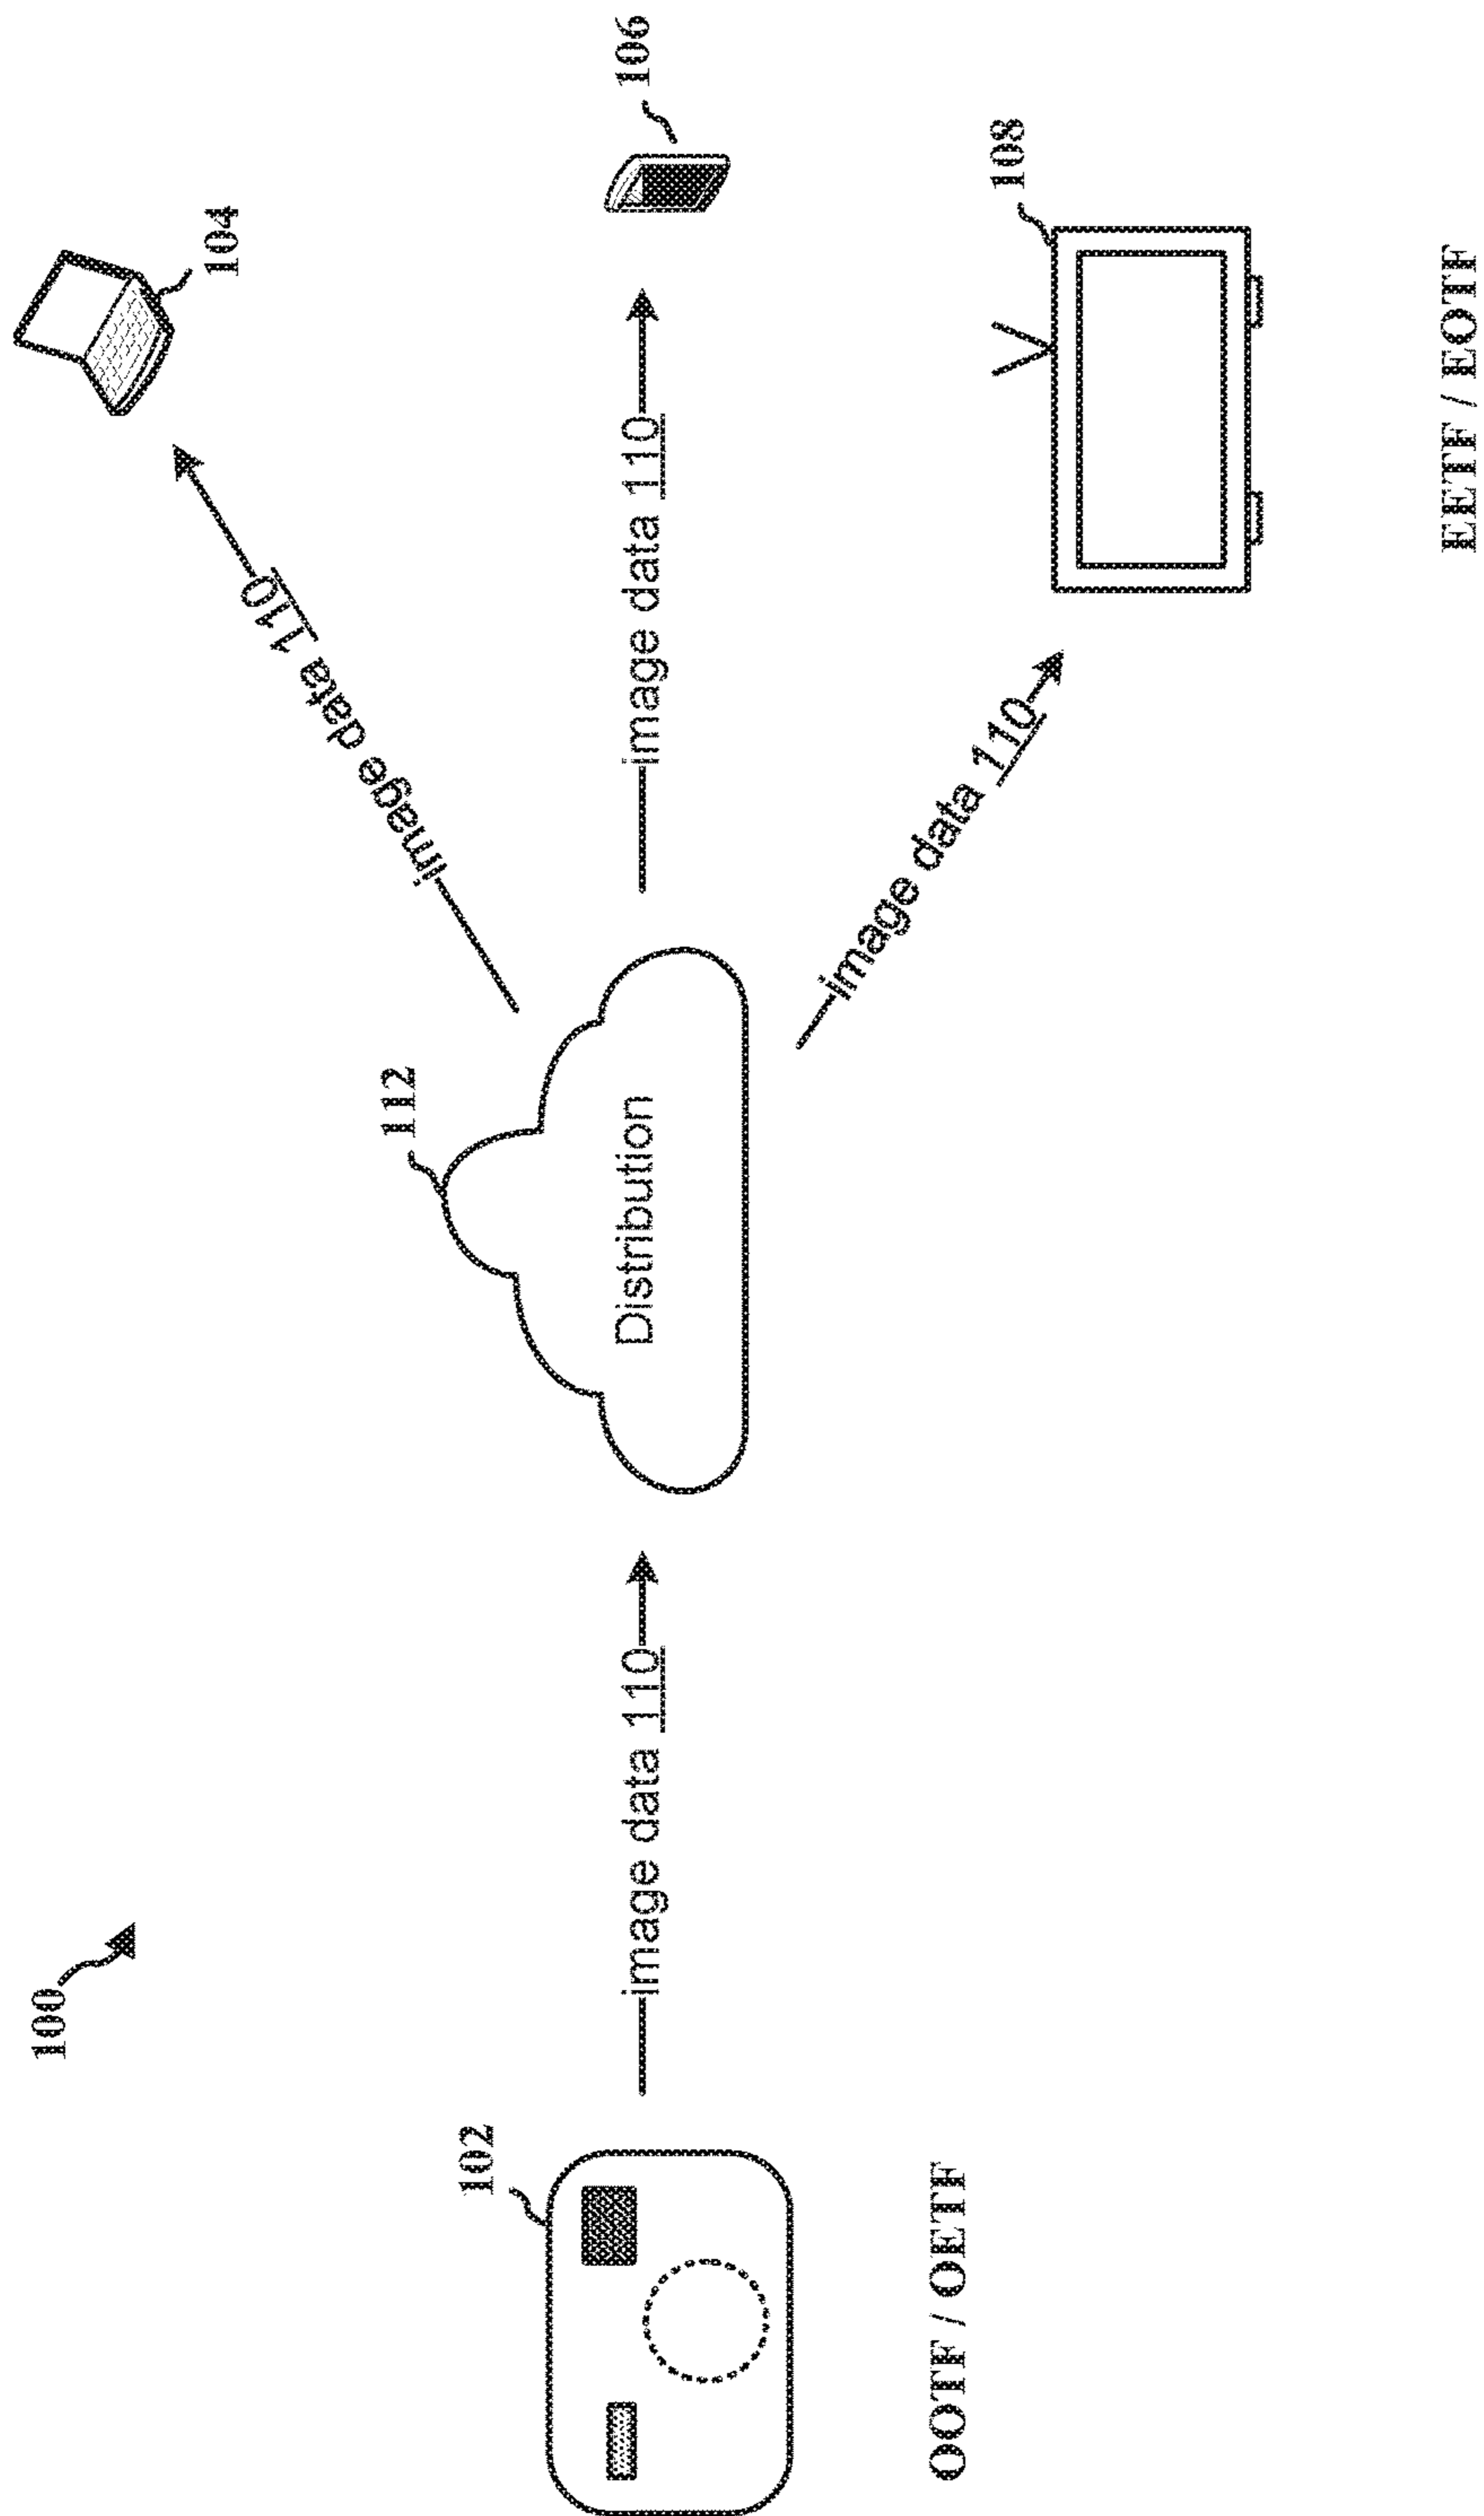 100
102
OOTF / OETF
image data 110
112
Distribution
image data 110
image data 110
image data 110
104
106
108
EETF / EOTF